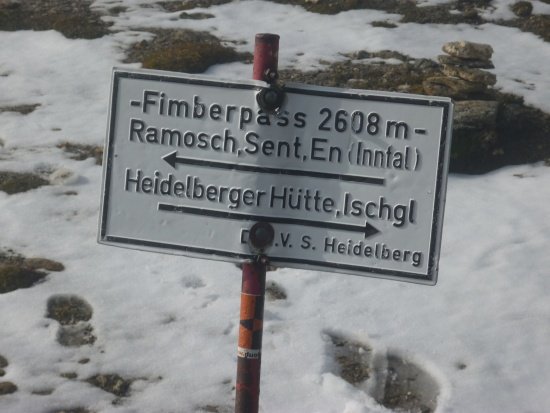 -Fimberpass 2608 m-
Ramosch, Sent, En (Inntal)
Heidelberger Hütte, Ischgl
V. S. Heidelberg